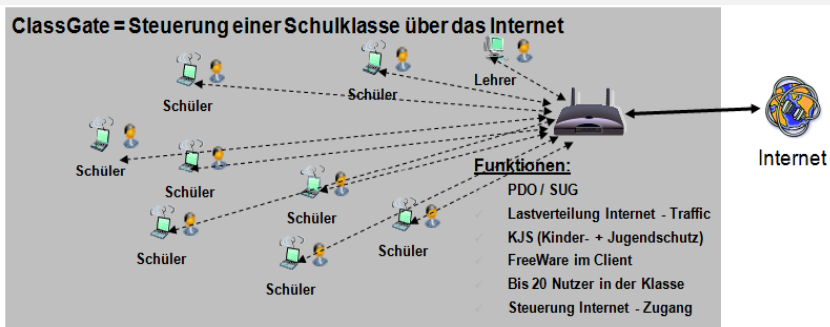 ClassGate = Steuerung einer Schulklasse über das Internet
Lehrer
Schüler
Schüler
Schüler
Schüler
Schüler
Schüler
Schüler
Schüler
Internet
Funktionen:
PDO / SUG
Lastverteilung Internet - Traffic
KJS (Kinder- + Jugendschutz)
FreeWare im Client
Bis 20 Nutzer in der Klasse
Steuerung Internet - Zugang